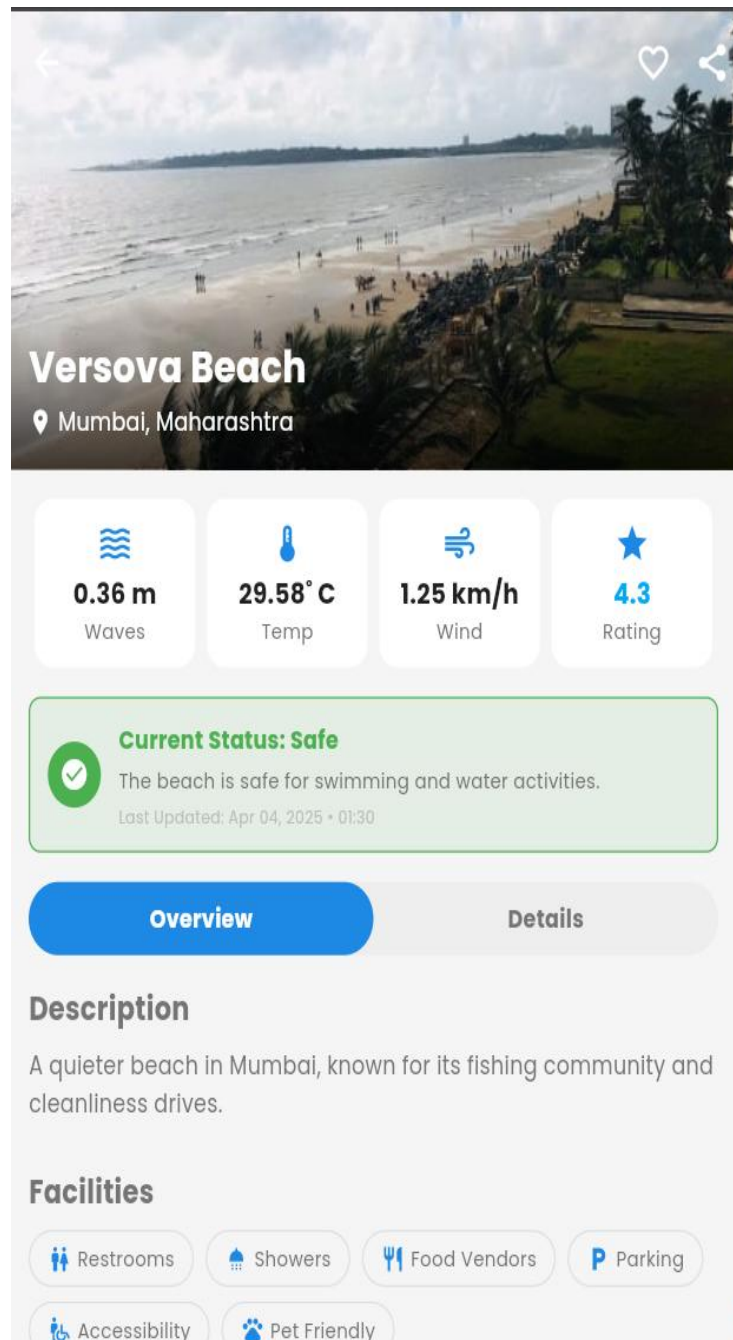 Versova Beach
Mumbai, Maharashtra
0.36 m 29.58° C 1.25 km/h 4.3
Waves Temp Wind Rating
Current Status: Safe
The beach is safe for swimming and water activities.
Last Updated: Apr 04, 2025 • 01:30
Overview Details
Description
A quieter beach in Mumbai, known for its fishing community and
cleanliness drives.
Facilities
Restrooms Showers Food Vendors P Parking
Accessibility Pet Friendly